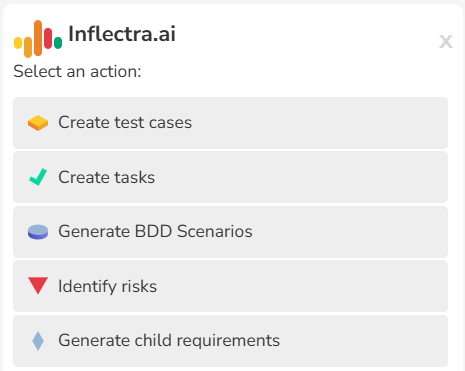 Inflectra.ai
x
Select an action:
Create test cases
Create tasks
Generate BDD Scenarios
Identify risks
Generate child requirements